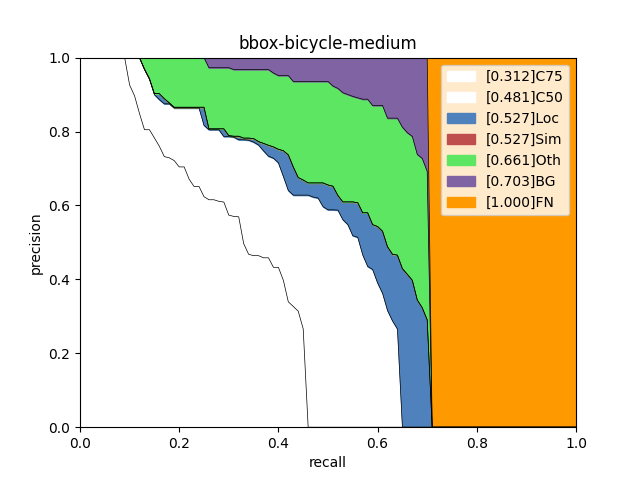 bbox-bicycle-medium
1.0
0.8
0.6
0.4
0.2
0.0
precision
[0.312]C75
[0.481]C50
[0.527]Loc
[0.527]Sim
[0.661]Oth
[0.703]BG
[1.000]FN
0.0 0.2 0.4 0.6 0.8 1.0
recall